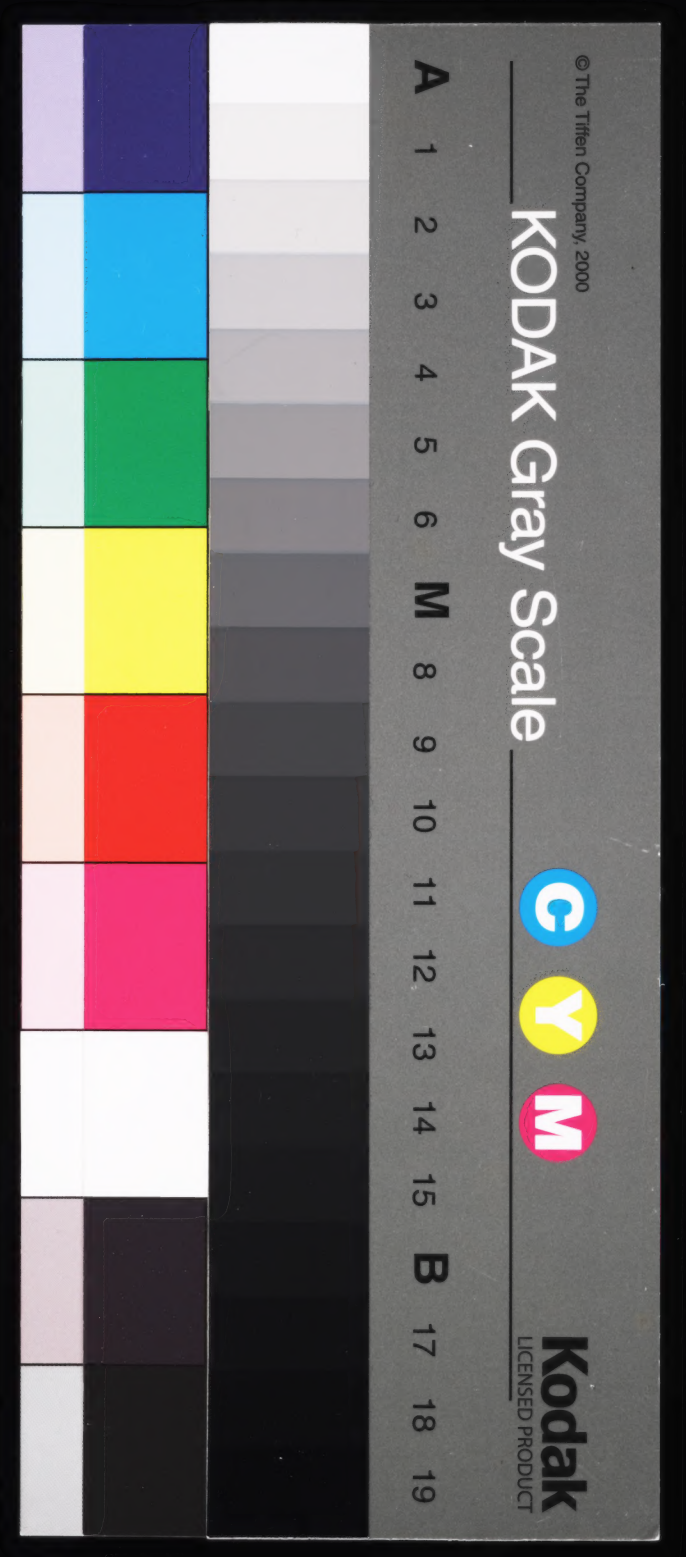 © The Tiffen Company, 2000
KODAK Gray Scale
C Y M
Kodak
LICENSED PRODUCT
A 1 2 3 4 5 6 M 8 9 10 11 12 13 14 15 B 17 18 19